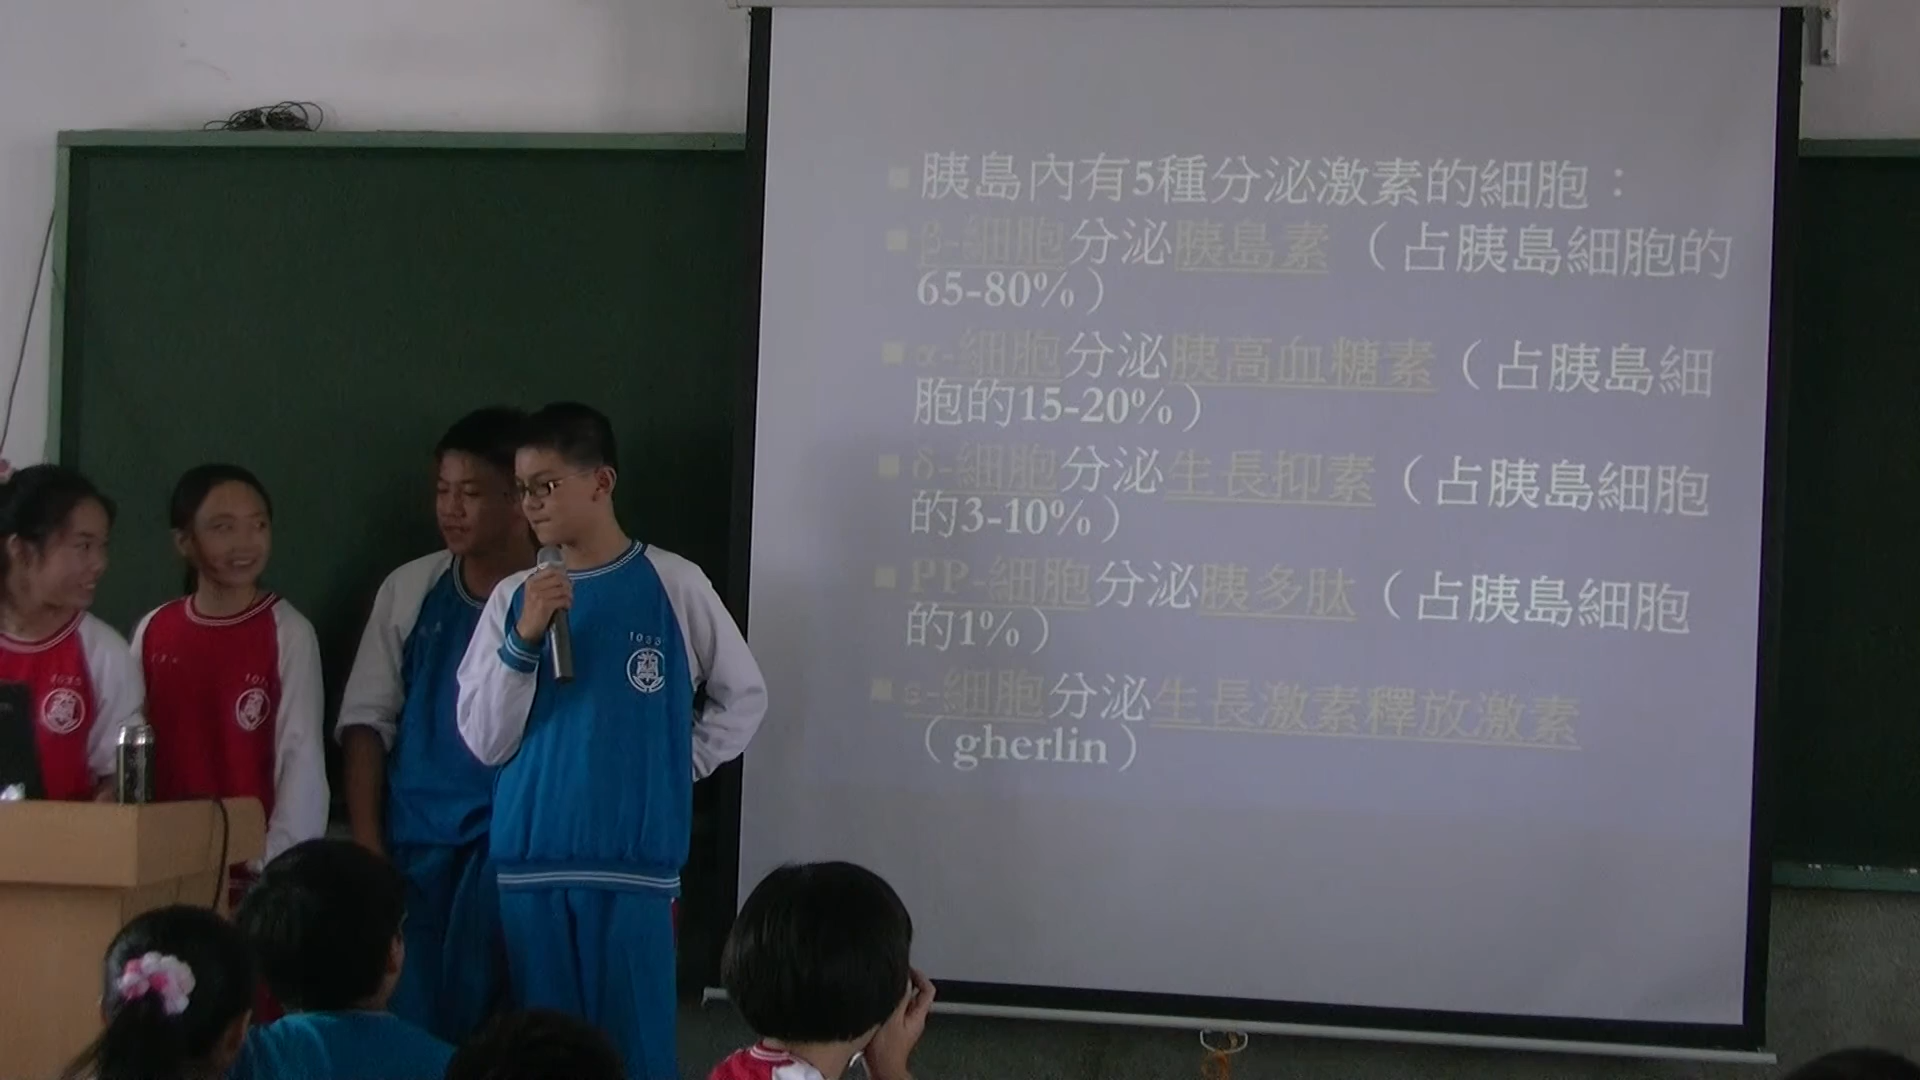 胰島內有5種分泌激素的細胞：
β-細胞分泌胰島素（占胰島細胞的
65-80%）
α-細胞分泌胰高血糖素（占胰島細
胞的15-20%）
δ-細胞分泌生長抑素（占胰島細胞
的3-10%）
PP-細胞分泌胰多肽（占胰島細胞
的1%）
ε-細胞分泌生長激素釋放激素
（gherlin）